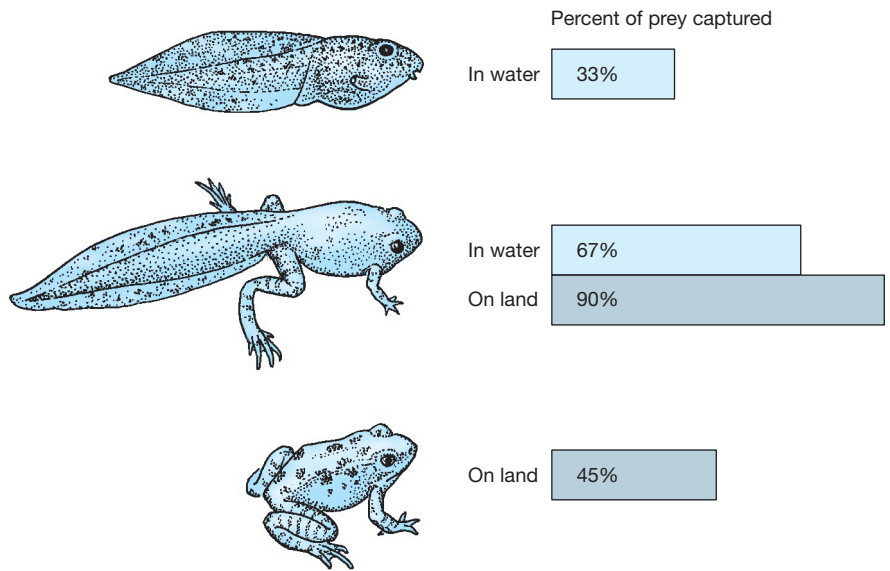 Percent of prey captured
In water 33%
In water 67%
On land 90%
On land 45%